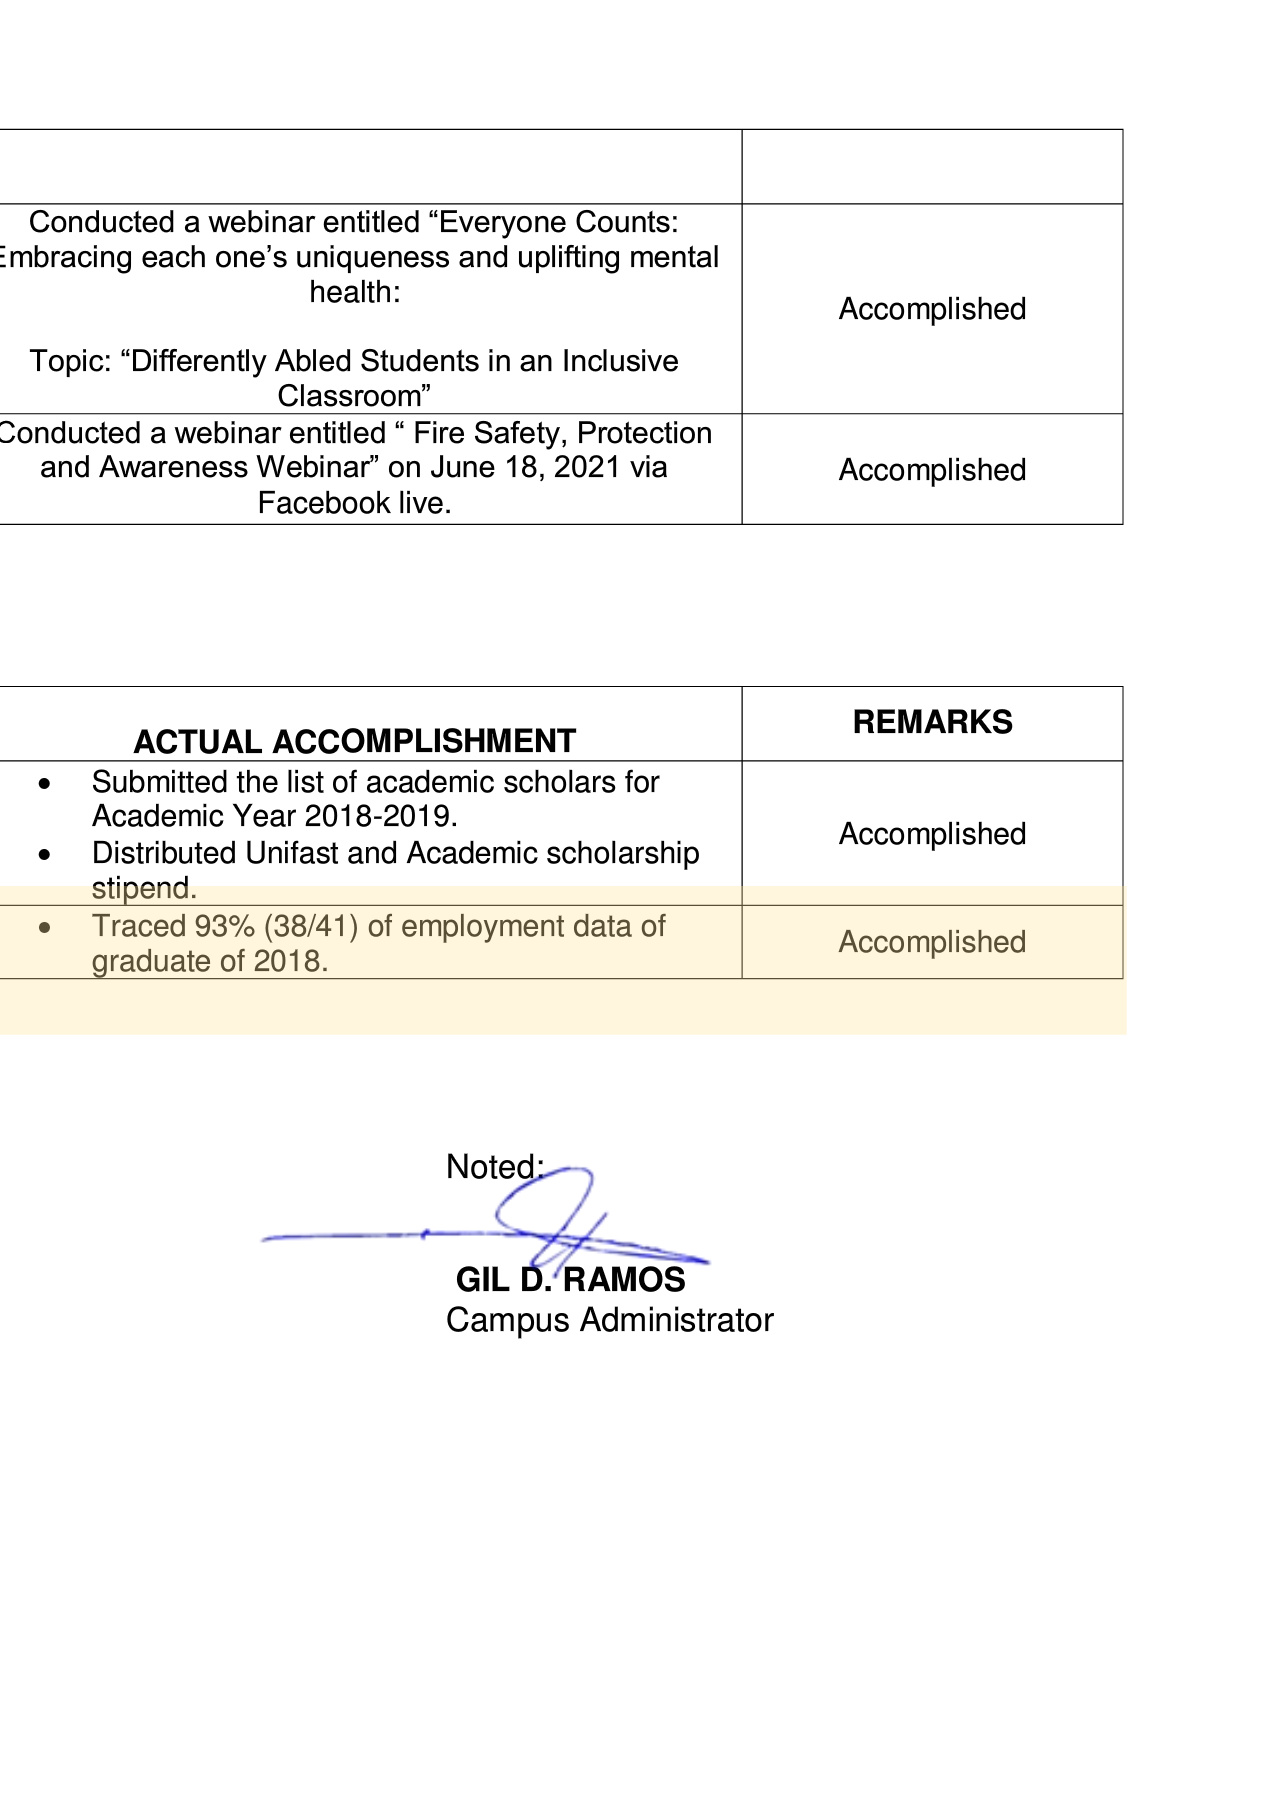 Conducted a webinar entitled “Everyone Counts:
Embracing each one’s uniqueness and uplifting mental
health:
Topic: “Differently Abled Students in an Inclusive
Classroom”
Accomplished
Conducted a webinar entitled “ Fire Safety, Protection
and Awareness Webinar” on June 18, 2021 via
Facebook live.
Accomplished
ACTUAL ACCOMPLISHMENT
REMARKS
• Submitted the list of academic scholars for
Academic Year 2018-2019.
• Distributed Unifast and Academic scholarship
stipend.
Accomplished
• Traced 93% (38/41) of employment data of
graduate of 2018.
Accomplished
Noted:
GIL D. RAMOS
Campus Administrator